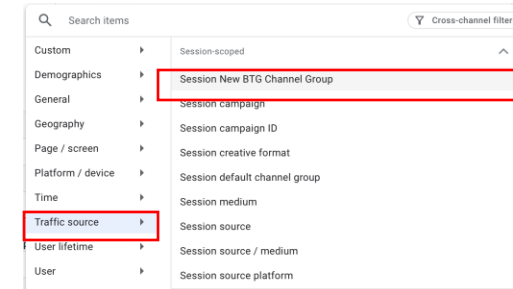 Search items
Cross-channel filter
Custom
Demographics
General
Geography
Page / screen
Platform / device
Time
Traffic source
User lifetime
User
Session-scoped
Session New BTG Channel Group
Session campaign
Session campaign ID
Session creative format
Session default channel group
Session medium
Session source
Session source / medium
Session source platform